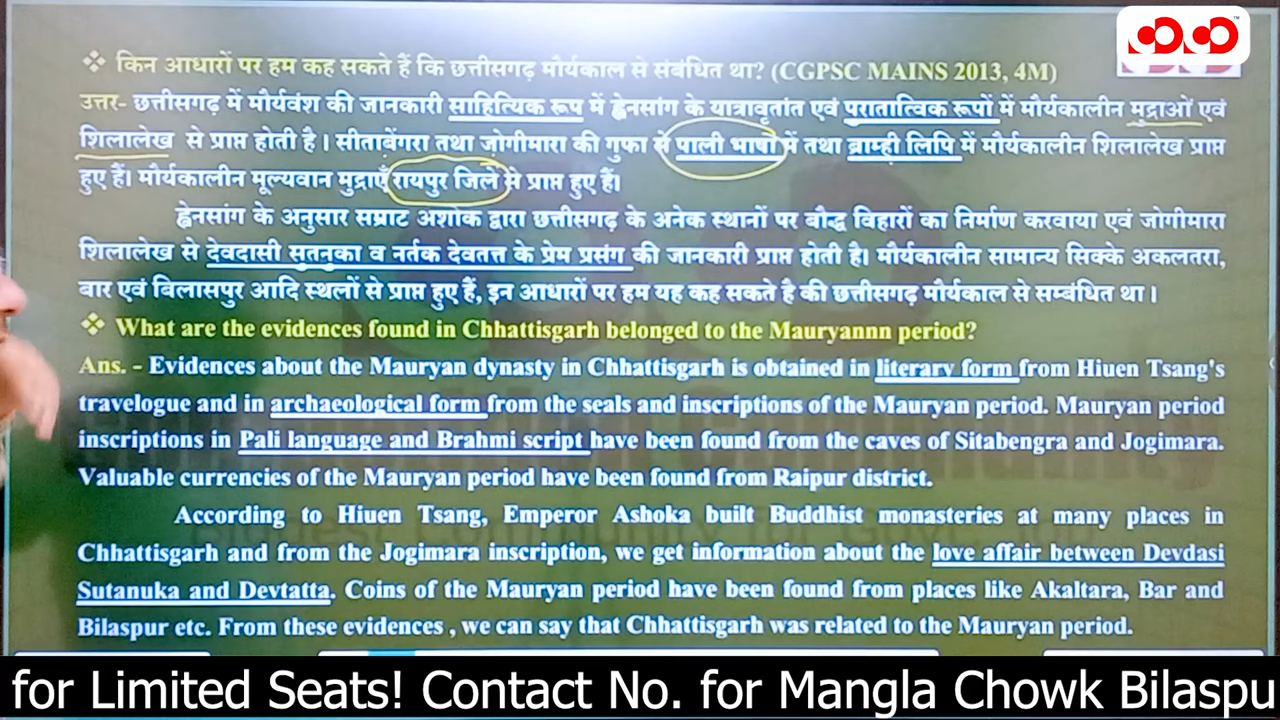 ❖ किन आधारों पर हम कह सकते हैं कि छत्तीसगढ़ मौर्यकाल से संबंधित था? (CGPSC MAINS 2013, 4M)
उत्तर- छत्तीसगढ़ में मौर्यवंश की जानकारी साहित्यिक रूप में ह्वेनसांग के यात्रावृतांत एवं पुरातात्विक रूपों में मौर्यकालीन मुद्राओं एवं
शिलालेख से प्राप्त होती है। सीताबेंगरा तथा जोगीमारा की गुफा से पाली भाषा में तथा ब्राम्ही लिपि में मौर्यकालीन शिलालेख प्राप्त
हुए हैं। मौर्यकालीन मूल्यवान मुद्राएँ रायपुर जिले से प्राप्त हुए हैं।
ह्वेनसांग के अनुसार सम्राट अशोक द्वारा छत्तीसगढ़ के अनेक स्थानों पर बौद्ध विहारों का निर्माण करवाया एवं जोगीमारा
शिलालेख से देवदासी सुतनुका व नर्तक देवतत्त के प्रेम प्रसंग की जानकारी प्राप्त होती है। मौर्यकालीन सामान्य सिक्के अकलतरा,
बार एवं बिलासपुर आदि स्थलों से प्राप्त हुए हैं, इन आधारों पर हम यह कह सकते है की छत्तीसगढ़ मौर्यकाल से सम्बंधित था।
❖ What are the evidences found in Chhattisgarh belonged to the Mauryannn period?
Ans. - Evidences about the Mauryan dynasty in Chhattisgarh is obtained in literary form from Hiuen Tsang's
travelogue and in archaeological form from the seals and inscriptions of the Mauryan period. Mauryan period
inscriptions in Pali language and Brahmi script have been found from the caves of Sitabengra and Jogimara.
Valuable currencies of the Mauryan period have been found from Raipur district.
According to Hiuen Tsang, Emperor Ashoka built Buddhist monasteries at many places in
Chhattisgarh and from the Jogimara inscription, we get information about the love affair between Devdasi
Sutanuka and Devtatta. Coins of the Mauryan period have been found from places like Akaltara, Bar and
Bilaspur etc. From these evidences , we can say that Chhattisgarh was related to the Mauryan period.
for Limited Seats! Contact No. for Mangla Chowk Bilaspu